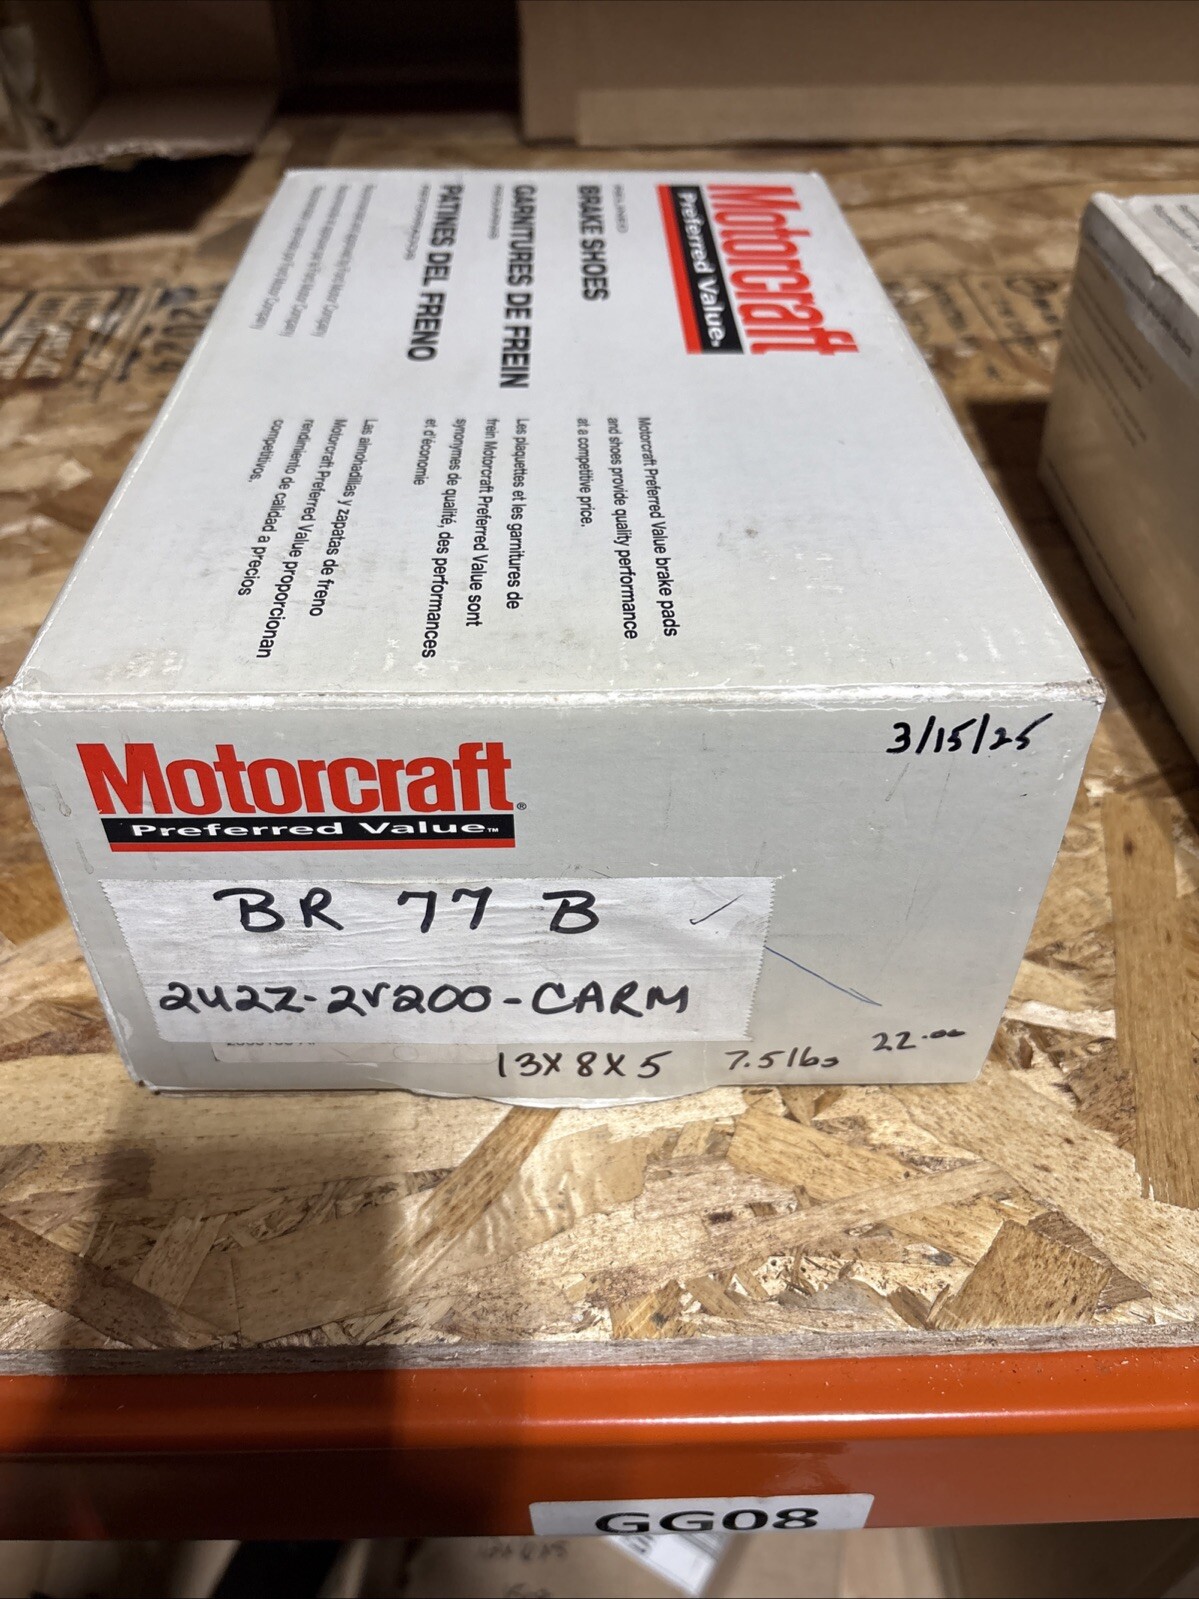 Motorcraft
Preferred Value.
BRAKE SHOES
GARNITURES DE FREIN
PATINES DEL FRENO
Motorcraft Preferred Value brake pads
and shoes provide quality performance
at a competitive price.
Les plaquettes et les garnitures de
frein Motorcraft Preferred Value sont
synonymes de qualité, des performances
et d'économie
Las almohadillas y zapatas de freno
Motorcraft Preferred Value proporcionan
rendimiento de calidad a precios
competitivos.
3/15/25
Motorcraft®
Preferred Value™
BR 77 B
2U2Z-2V200-CARM
13X8X5 7.5lbs 22.00
GG08